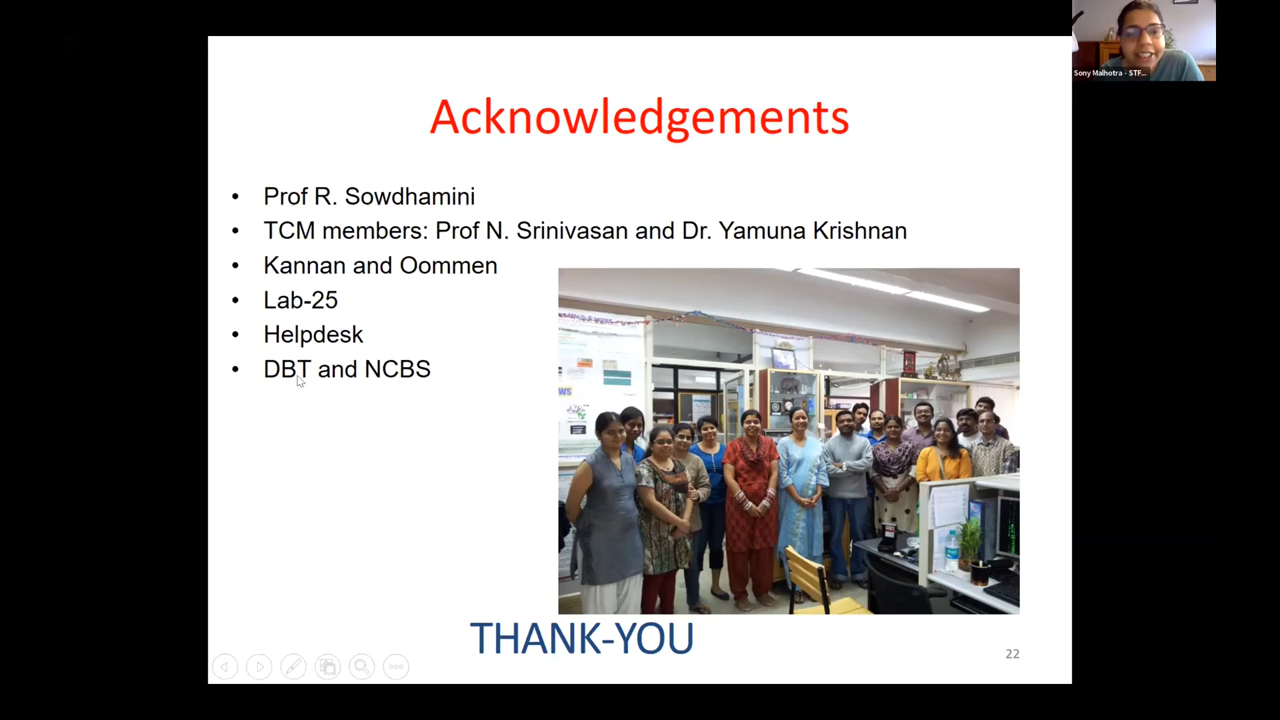 Sony Malhotra - STF...
Acknowledgements
• Prof R. Sowdhamini
• TCM members: Prof N. Srinivasan and Dr. Yamuna Krishnan
• Kannan and Oommen
• Lab-25
• Helpdesk
• DBT and NCBS
THANK-YOU
22